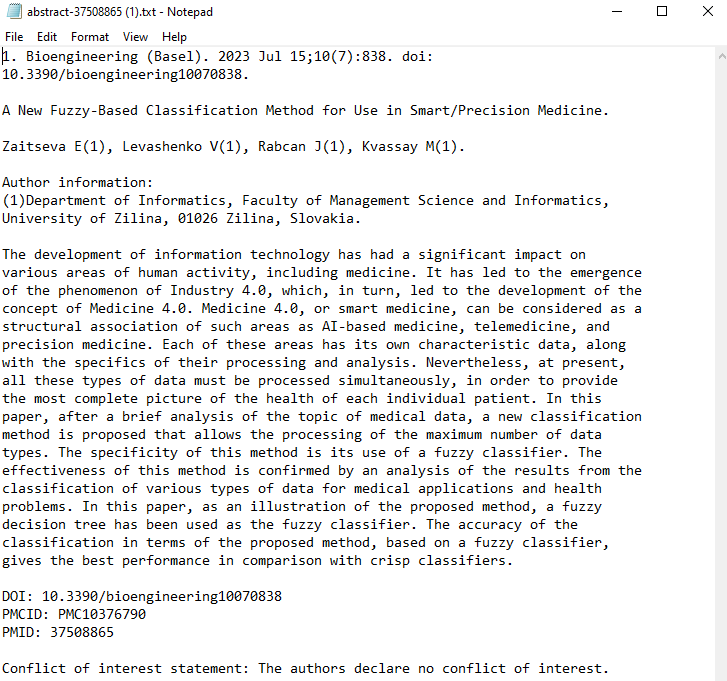 abstract-37508865 (1).txt - Notepad
File Edit Format View Help
1. Bioengineering (Basel). 2023 Jul 15;10(7):838. doi:
10.3390/bioengineering10070838.
A New Fuzzy-Based Classification Method for Use in Smart/Precision Medicine.
Zaitseva E(1), Levashenko V(1), Rabcan J(1), Kvassay M(1).
Author information:
(1)Department of Informatics, Faculty of Management Science and Informatics,
University of Zilina, 01026 Zilina, Slovakia.
The development of information technology has had a significant impact on
various areas of human activity, including medicine. It has led to the emergence
of the phenomenon of Industry 4.0, which, in turn, led to the development of the
concept of Medicine 4.0. Medicine 4.0, or smart medicine, can be considered as a
structural association of such areas as AI-based medicine, telemedicine, and
precision medicine. Each of these areas has its own characteristic data, along
with the specifics of their processing and analysis. Nevertheless, at present,
all these types of data must be processed simultaneously, in order to provide
the most complete picture of the health of each individual patient. In this
paper, after a brief analysis of the topic of medical data, a new classification
method is proposed that allows the processing of the maximum number of data
types. The specificity of this method is its use of a fuzzy classifier. The
effectiveness of this method is confirmed by an analysis of the results from the
classification of various types of data for medical applications and health
problems. In this paper, as an illustration of the proposed method, a fuzzy
decision tree has been used as the fuzzy classifier. The accuracy of the
classification in terms of the proposed method, based on a fuzzy classifier,
gives the best performance in comparison with crisp classifiers.
DOI: 10.3390/bioengineering10070838
PMCID: PMC10376790
PMID: 37508865
Conflict of interest statement: The authors declare no conflict of interest.